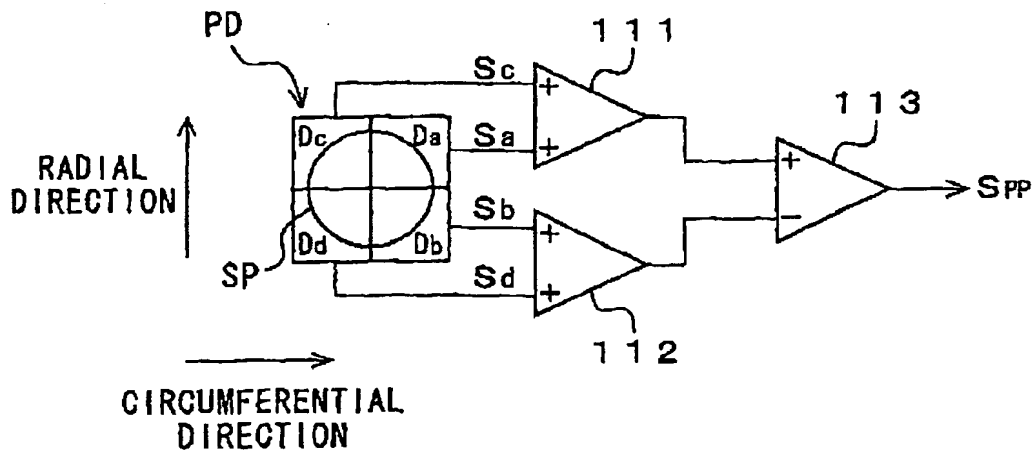 PD
111
Sc
113
Dc Da
Sa
RADIAL
DIRECTION
SPP
Sb
Dd Db
SP
Sd
112
CIRCUMFERENTIAL
DIRECTION
+
+
+
+
+
−